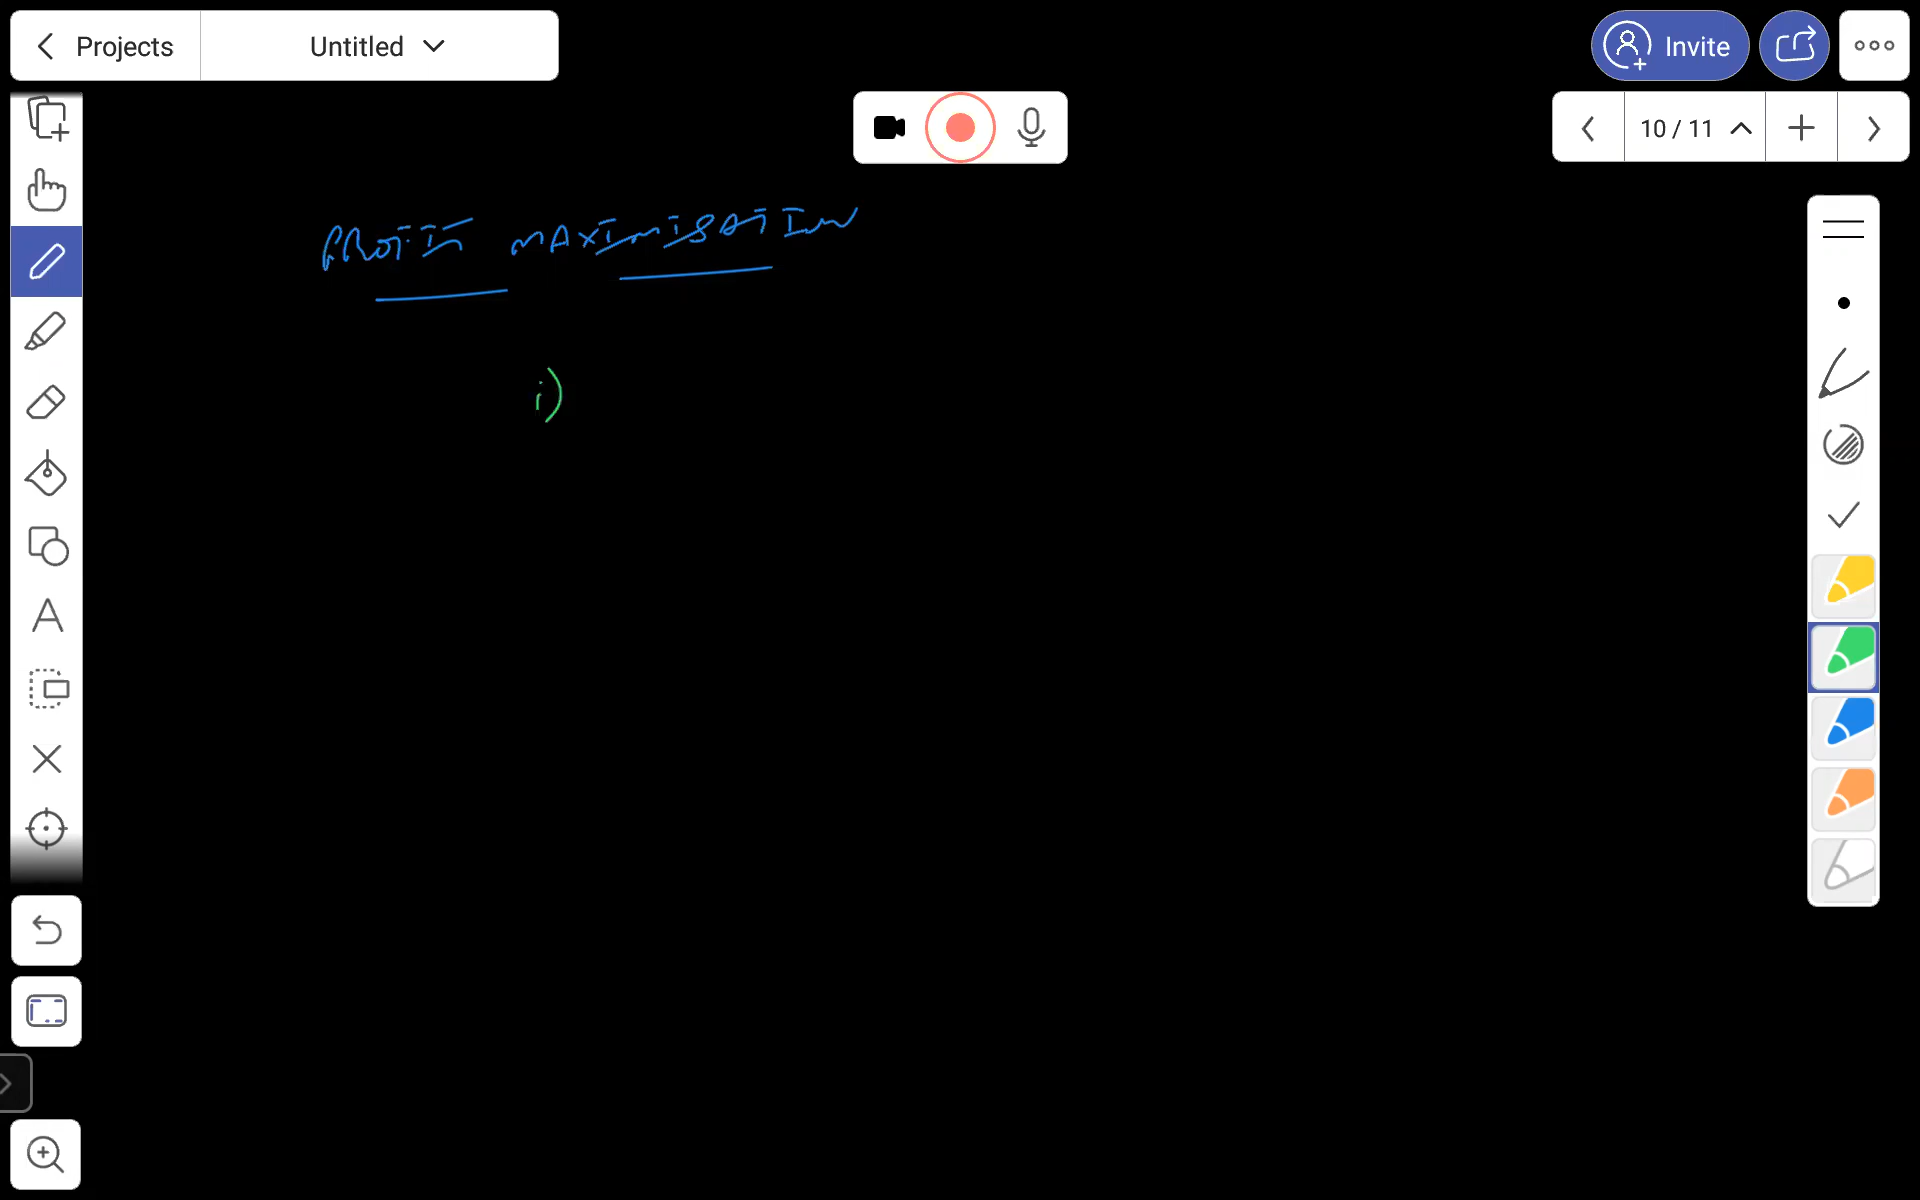 Projects
Untitled
Invite
10 / 11
PROFIT MAXIMISATION
i)